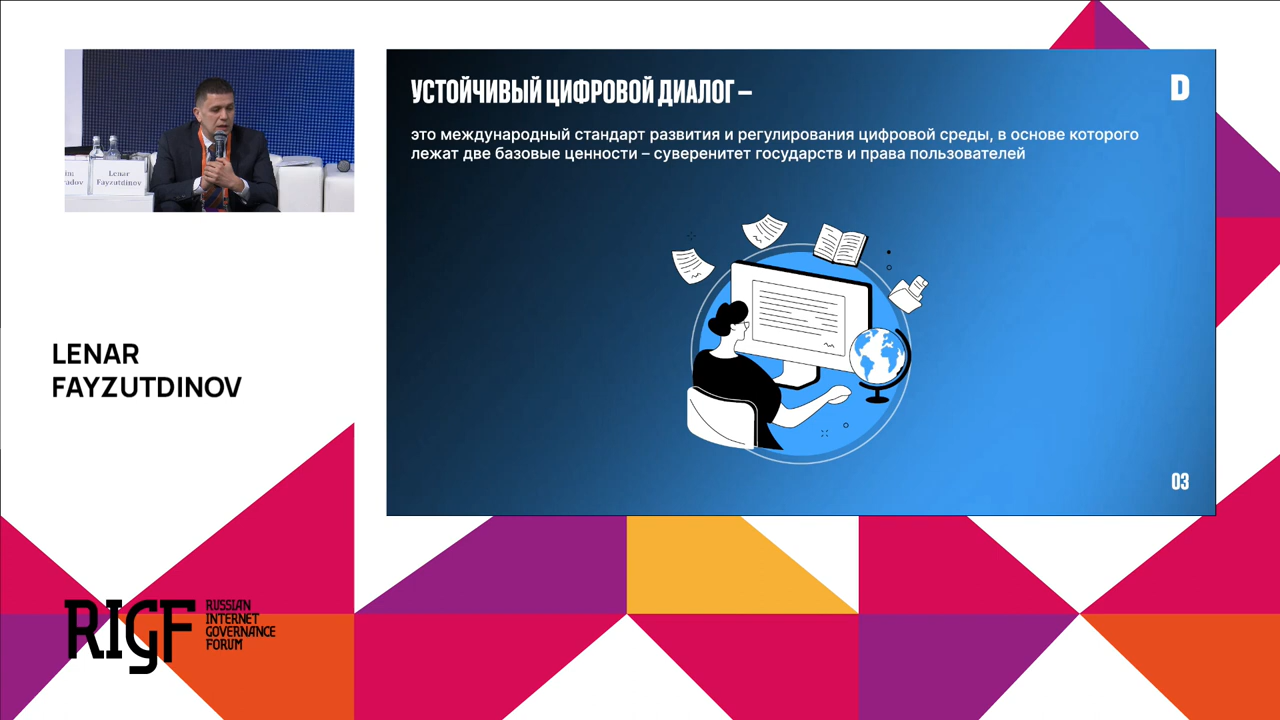 УСТОЙЧИВЫЙ ЦИФРОВОЙ ДИАЛОГ –
D
это международный стандарт развития и регулирования цифровой среды, в основе которого
лежат две базовые ценности – суверенитет государств и права пользователей
Lenar
Fayzutdinov
LENAR
FAYZUTDINOV
03
RIGF
RUSSIAN
INTERNET
GOVERNANCE
FORUM